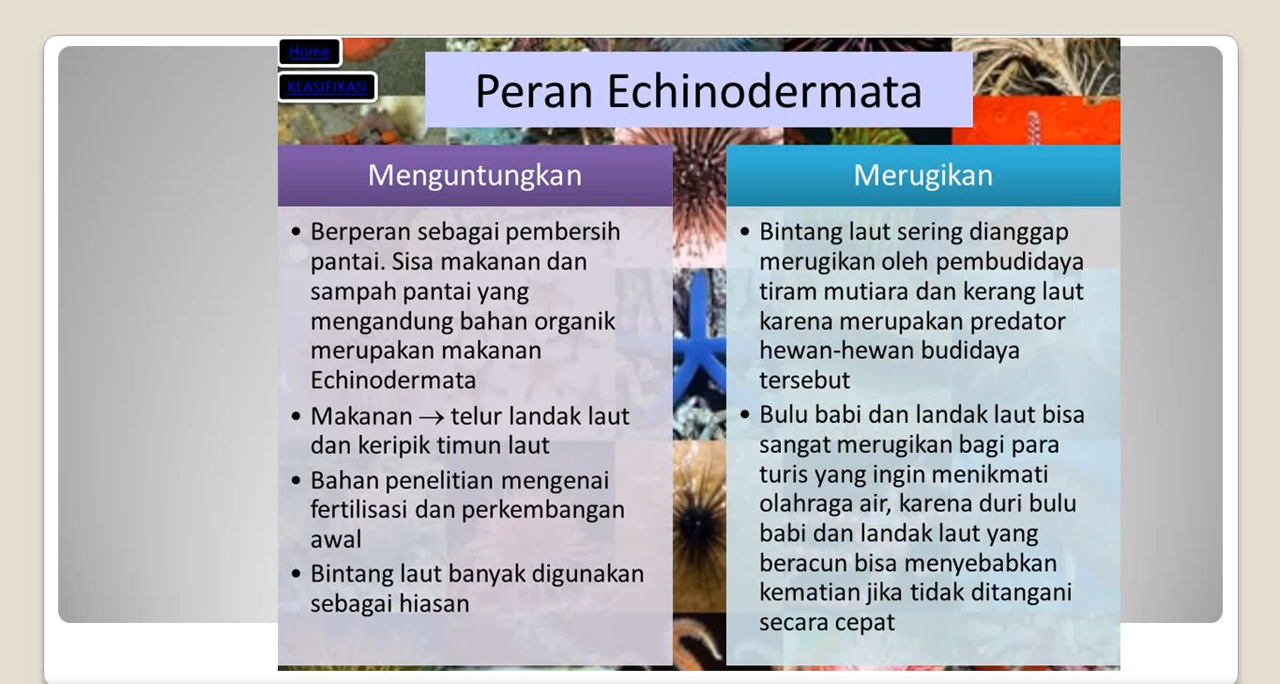 Home
KLASIFIKASI
Peran Echinodermata
Menguntungkan
• Berperan sebagai pembersih
pantai. Sisa makanan dan
sampah pantai yang
mengandung bahan organik
merupakan makanan
Echinodermata
• Makanan → telur landak laut
dan keripik timun laut
• Bahan penelitian mengenai
fertilisasi dan perkembangan
awal
• Bintang laut banyak digunakan
sebagai hiasan
Merugikan
• Bintang laut sering dianggap
merugikan oleh pembudidaya
tiram mutiara dan kerang laut
karena merupakan predator
hewan-hewan budidaya
tersebut
• Bulu babi dan landak laut bisa
sangat merugikan bagi para
turis yang ingin menikmati
olahraga air, karena duri bulu
babi dan landak laut yang
beracun bisa menyebabkan
kematian jika tidak ditangani
secara cepat